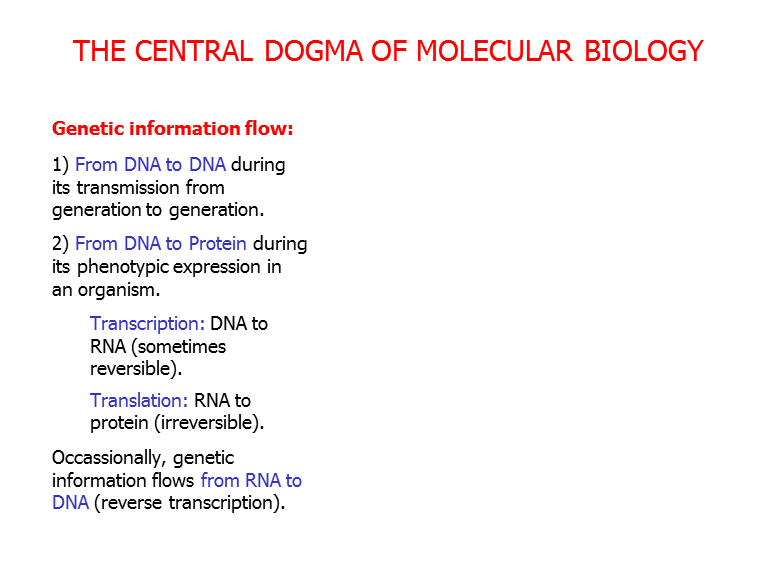 THE CENTRAL DOGMA OF MOLECULAR BIOLOGY
Genetic information flow:
1) From DNA to DNA during
its transmission from
generation to generation.
2) From DNA to Protein during
its phenotypic expression in
an organism.
Transcription: DNA to
RNA (sometimes
reversible).
Translation: RNA to
protein (irreversible).
Occassionally, genetic
information flows from RNA to
DNA (reverse transcription).